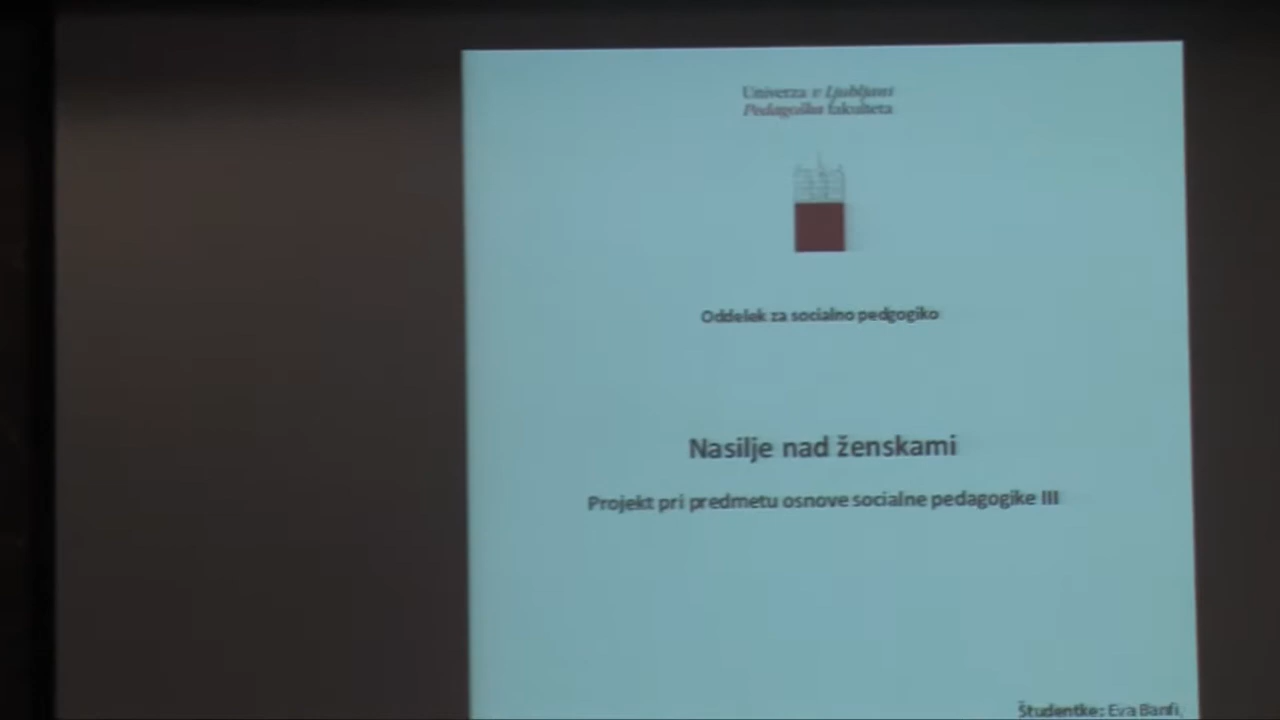 Univerza v Ljubljani
Pedagoška fakulteta
Oddelek za socialno pedgogiko
Nasilje nad ženskami
Projekt pri predmetu osnove socialne pedagogike III
Študentke: Eva Banfi,